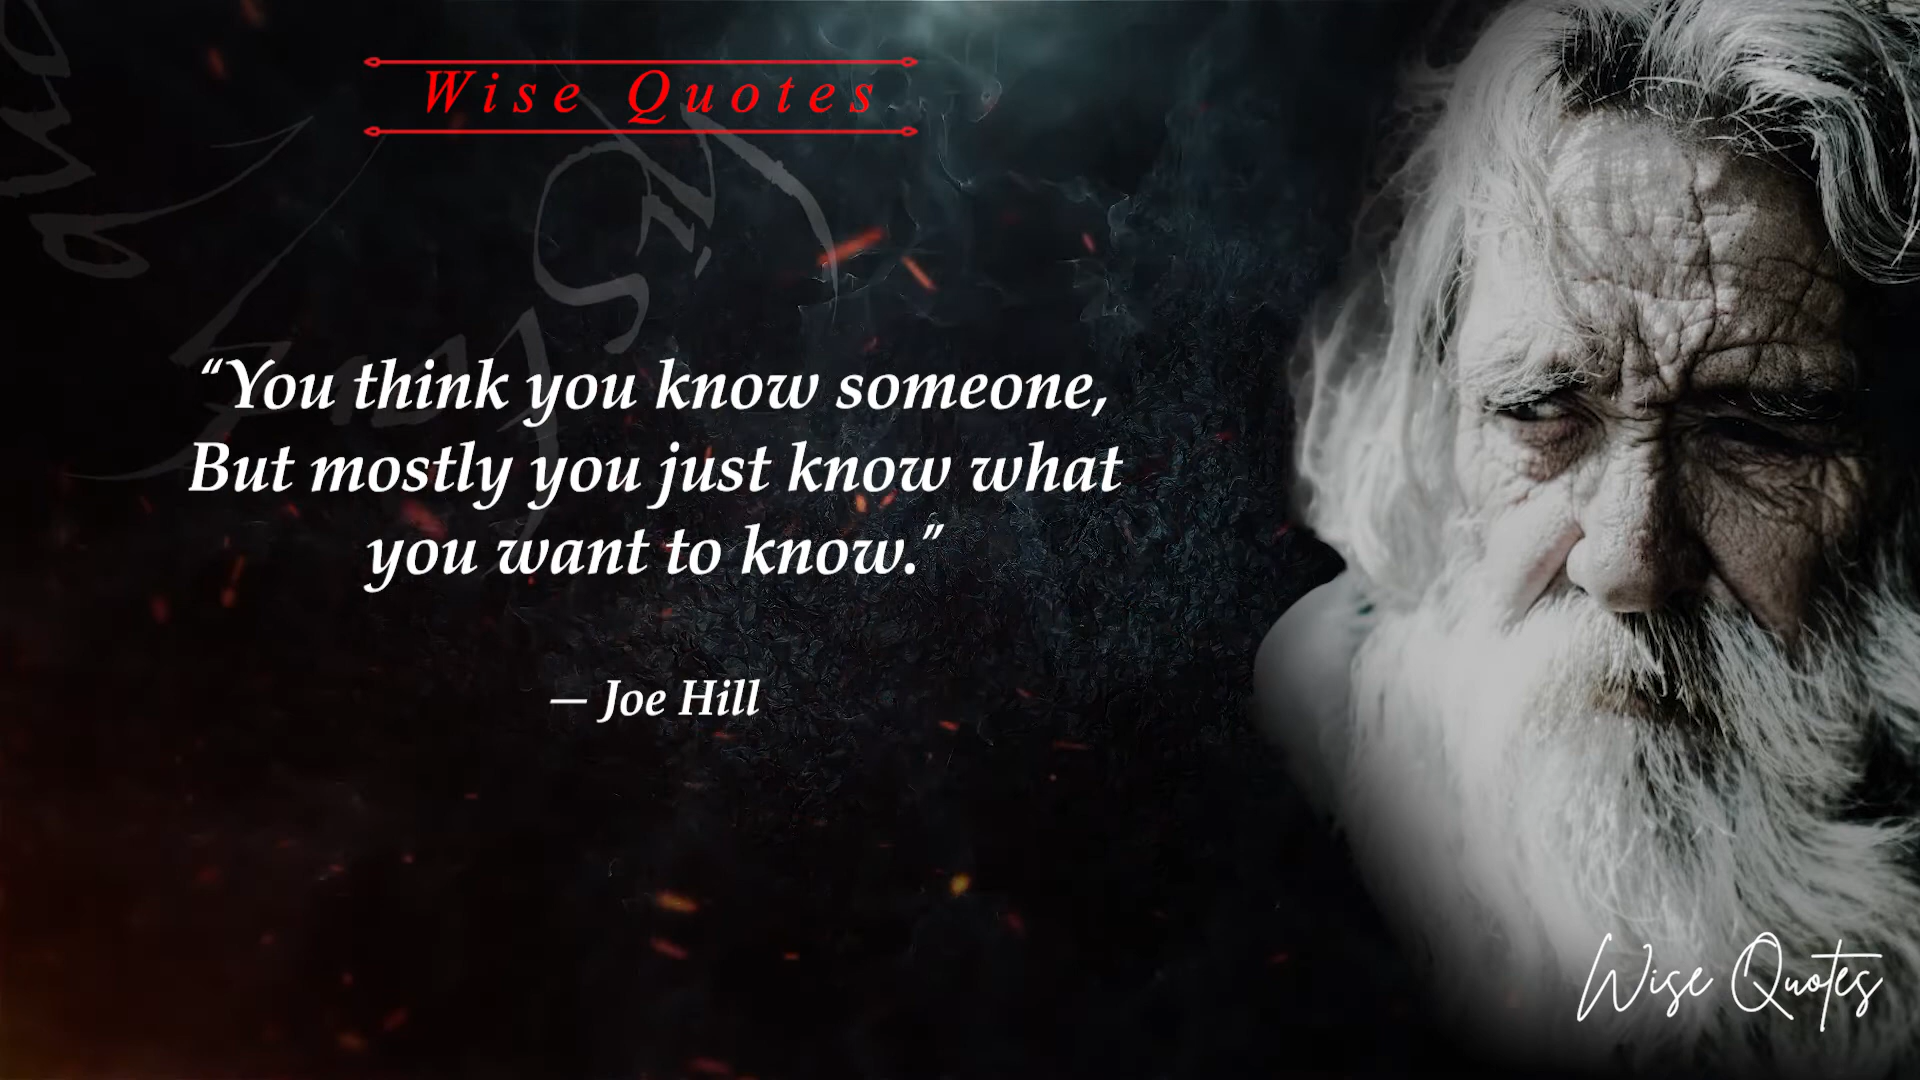 Wise Quotes
“You think you know someone,
But mostly you just know what
you want to know.”
— Joe Hill
Wise Quotes